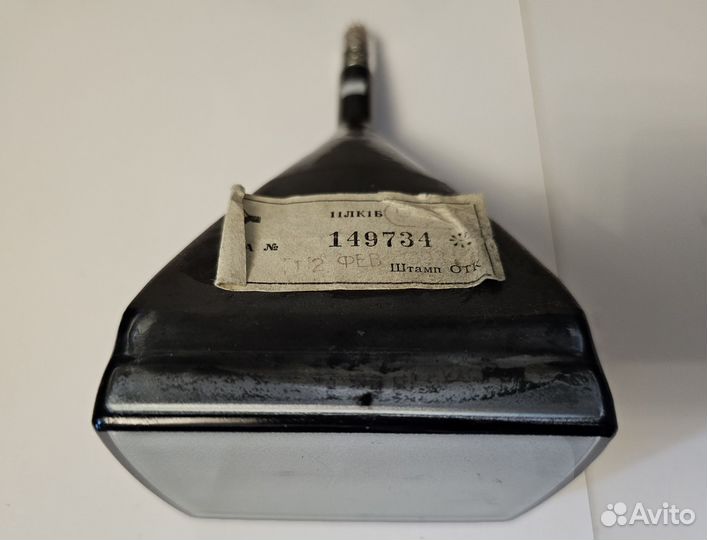 11ЛК1Б
А № 149734
ФЕВ
Штамп ОТК
Avito